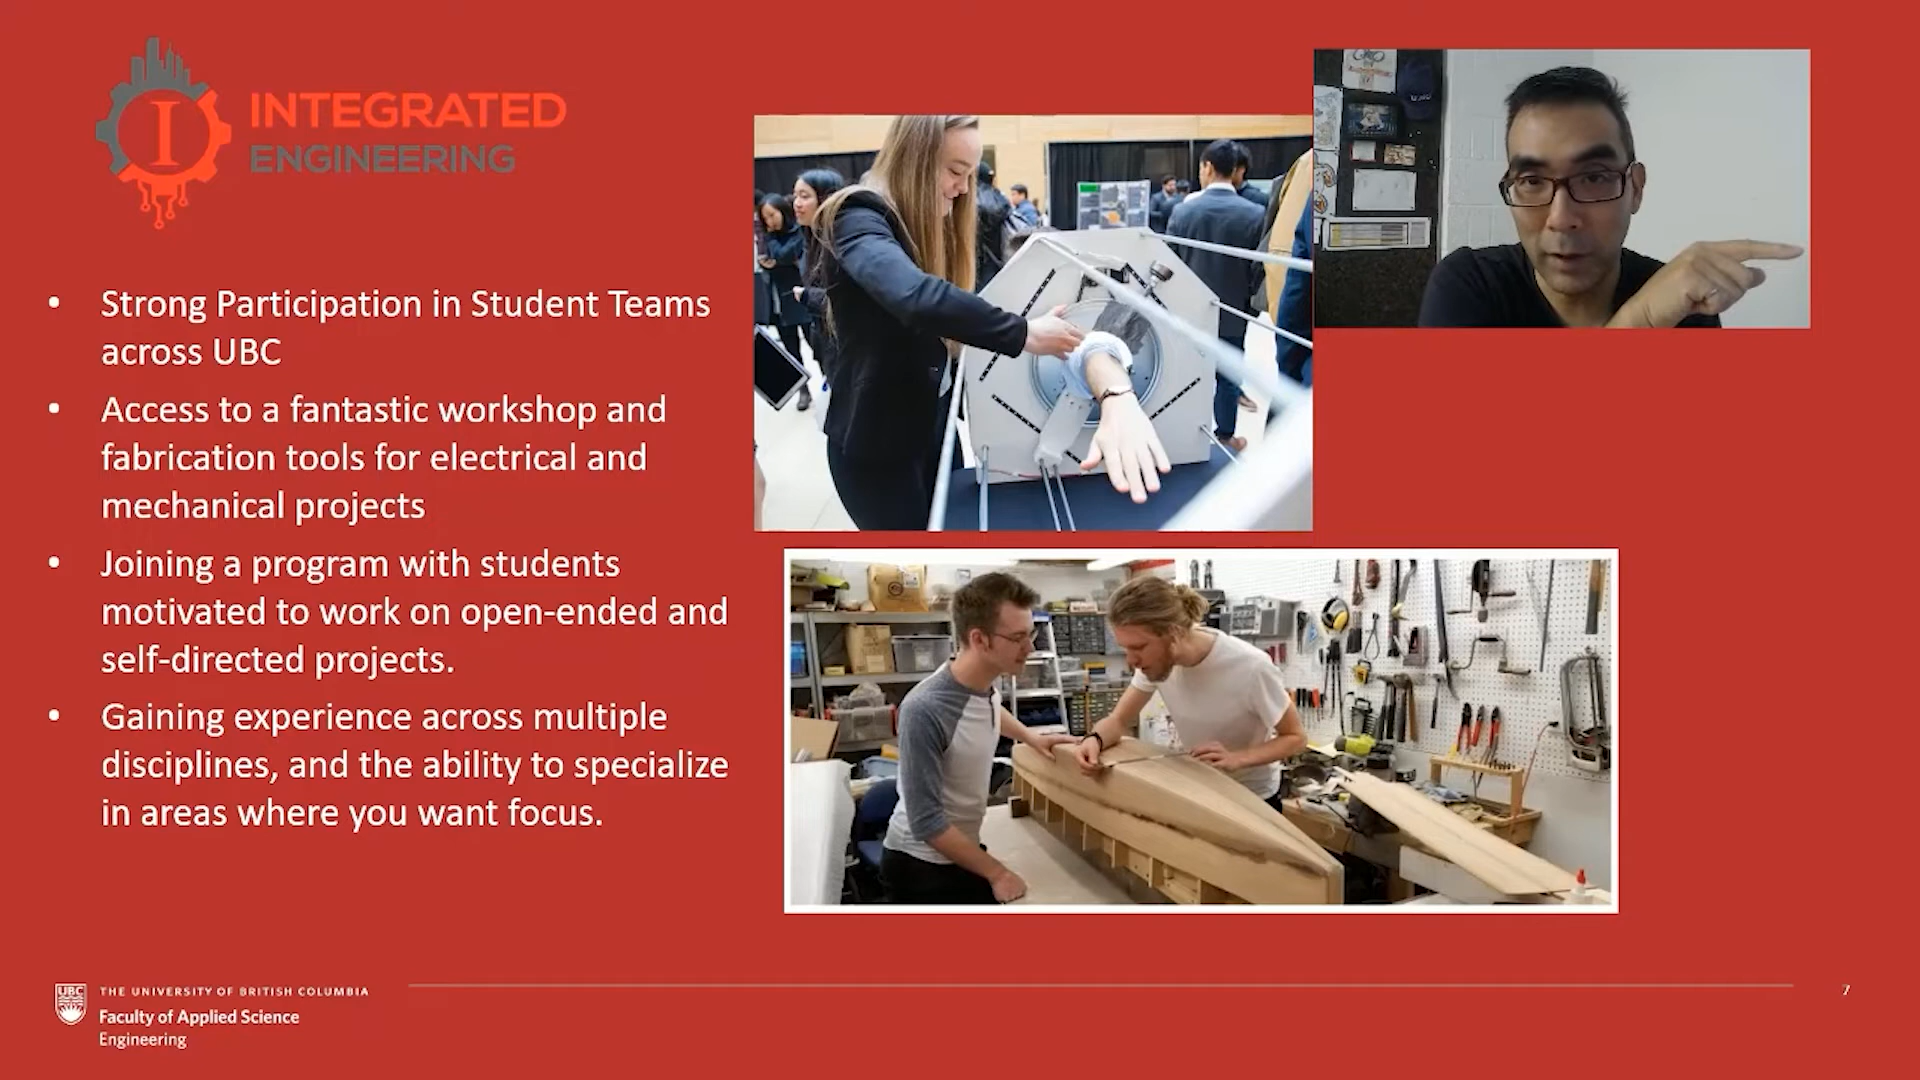 INTEGRATED
ENGINEERING
• Strong Participation in Student Teams
across UBC
• Access to a fantastic workshop and
fabrication tools for electrical and
mechanical projects
• Joining a program with students
motivated to work on open-ended and
self-directed projects.
• Gaining experience across multiple
disciplines, and the ability to specialize
in areas where you want focus.
UBC
THE UNIVERSITY OF BRITISH COLUMBIA
Faculty of Applied Science
Engineering
7